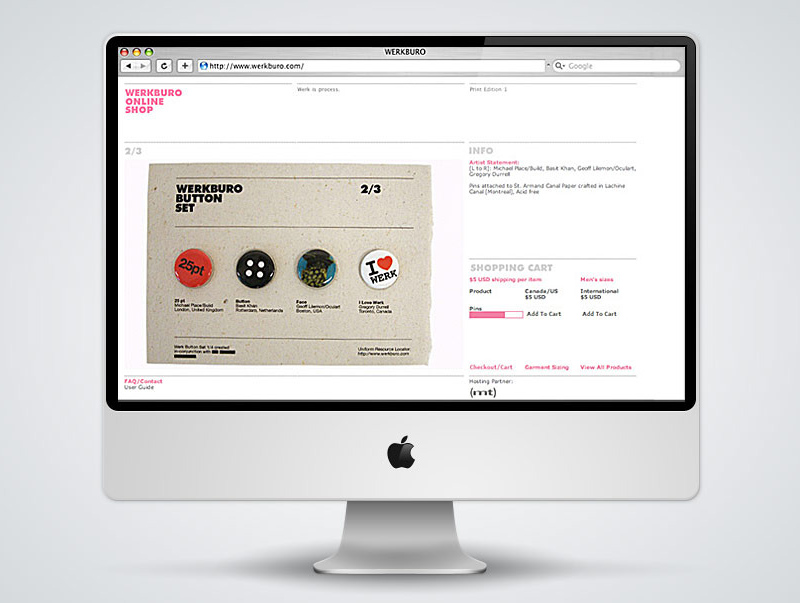 WERKBURO
http://www.werkburo.com/
Google
WERKBURO
ONLINE
SHOP
Werk is process.
Print Edition 1
2/3
WERKBURO
BUTTON
SET
2/3
25pt
I
WERK
25 pt
Michael Place/Build
London, United Kingdom
Button
Basit Khan
Rotterdam, Netherlands
Face
Geoff Lilemon/Oculart
Boston, USA
I Love Werk
Gregory Durrell
Toronto, Canada
Werk Button Set
in conjunction with
Uniform Resource Locator:
http://www.werkburo.com
INFO
Artist Statement:
[L to R]: Michael Place/Build, Basit Khan, Geoff Lilemon/Oculart,
Gregory Durrell
Pins attached to St. Armand Canal Paper crafted in Lachine
Canal [Montreal], Acid free
SHOPPING CART
$5 USD shipping per item
Men's sizes
Product
Canada/US
$5 USD
International
$5 USD
Pins
Add To Cart
Add To Cart
Checkout/Cart
Garment Sizing
View All Products
FAQ/Contact
User Guide
Hosting Partner:
(mt)